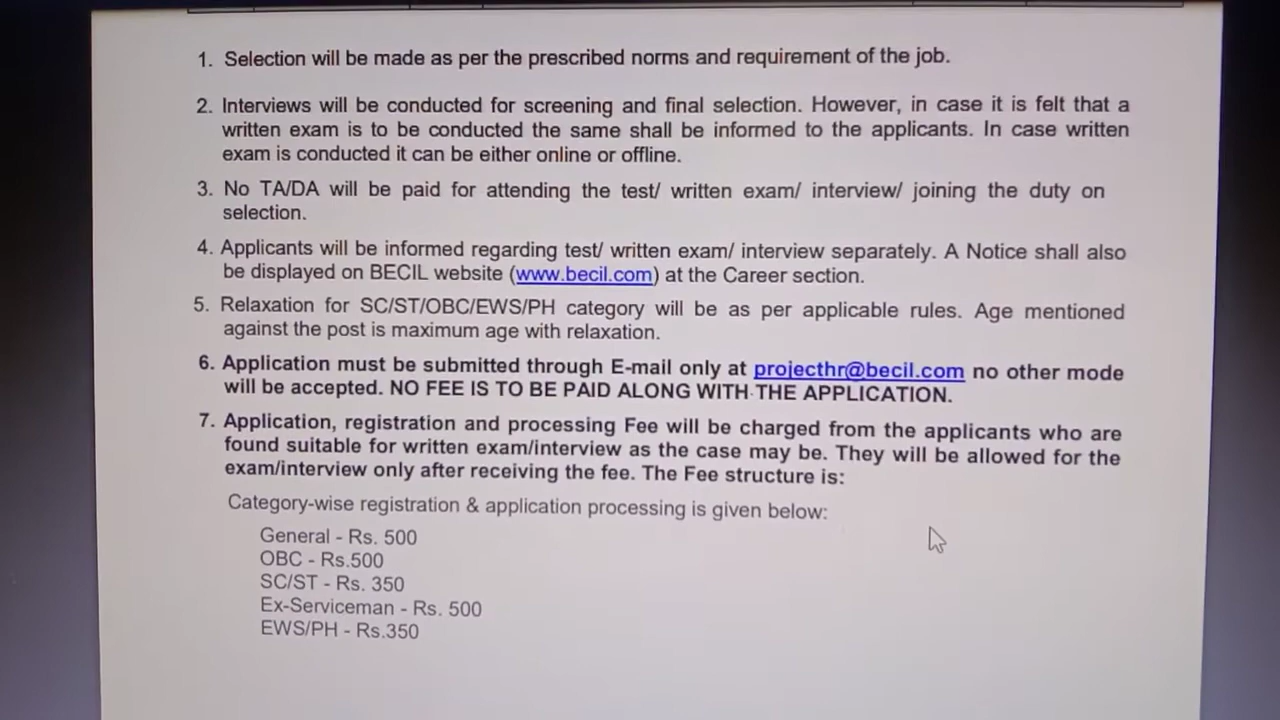 1. Selection will be made as per the prescribed norms and requirement of the job.
2. Interviews will be conducted for screening and final selection. However, in case it is felt that a
written exam is to be conducted the same shall be informed to the applicants. In case written
exam is conducted it can be either online or offline.
3. No TA/DA will be paid for attending the test/ written exam/ interview/ joining the duty on
selection.
4. Applicants will be informed regarding test/ written exam/ interview separately. A Notice shall also
be displayed on BECIL website (www.becil.com) at the Career section.
5. Relaxation for SC/ST/OBC/EWS/PH category will be as per applicable rules. Age mentioned
against the post is maximum age with relaxation.
6. Application must be submitted through E-mail only at projecthr@becil.com no other mode
will be accepted. NO FEE IS TO BE PAID ALONG WITH THE APPLICATION.
7. Application, registration and processing Fee will be charged from the applicants who are
found suitable for written exam/interview as the case may be. They will be allowed for the
exam/interview only after receiving the fee. The Fee structure is:
Category-wise registration & application processing is given below:
General - Rs. 500
OBC - Rs.500
SC/ST - Rs. 350
Ex-Serviceman - Rs. 500
EWS/PH - Rs.350